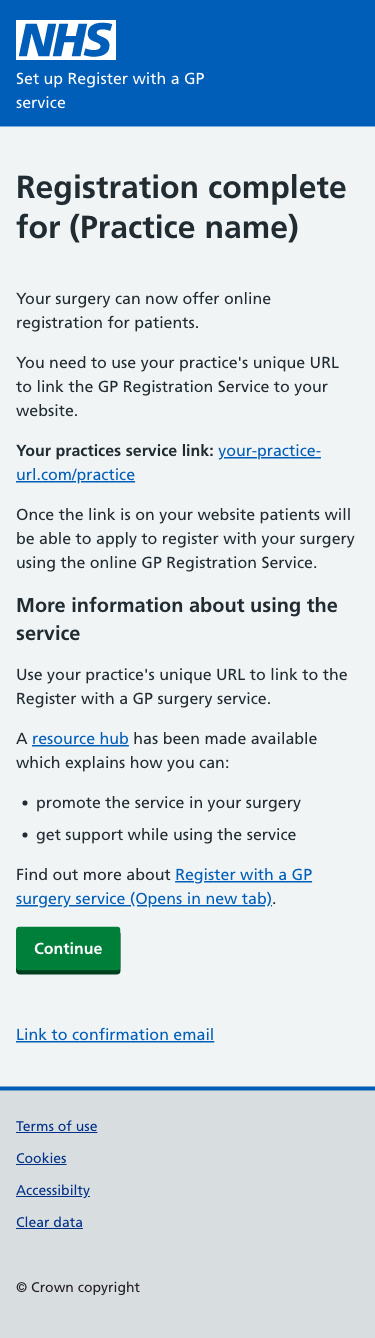 NHS
Set up Register with a GP
service
Registration complete
for (Practice name)
Your surgery can now offer online
registration for patients.
You need to use your practice's unique URL
to link the GP Registration Service to your
website.
Your practices service link: your-practice-
url.com/practice
Once the link is on your website patients will
be able to apply to register with your surgery
using the online GP Registration Service.
More information about using the
service
Use your practice's unique URL to link to the
Register with a GP surgery service.
A resource hub has been made available
which explains how you can:
• promote the service in your surgery
• get support while using the service
Find out more about Register with a GP
surgery service (Opens in new tab).
Continue
Link to confirmation email
Terms of use
Cookies
Accessibilty
Clear data
© Crown copyright